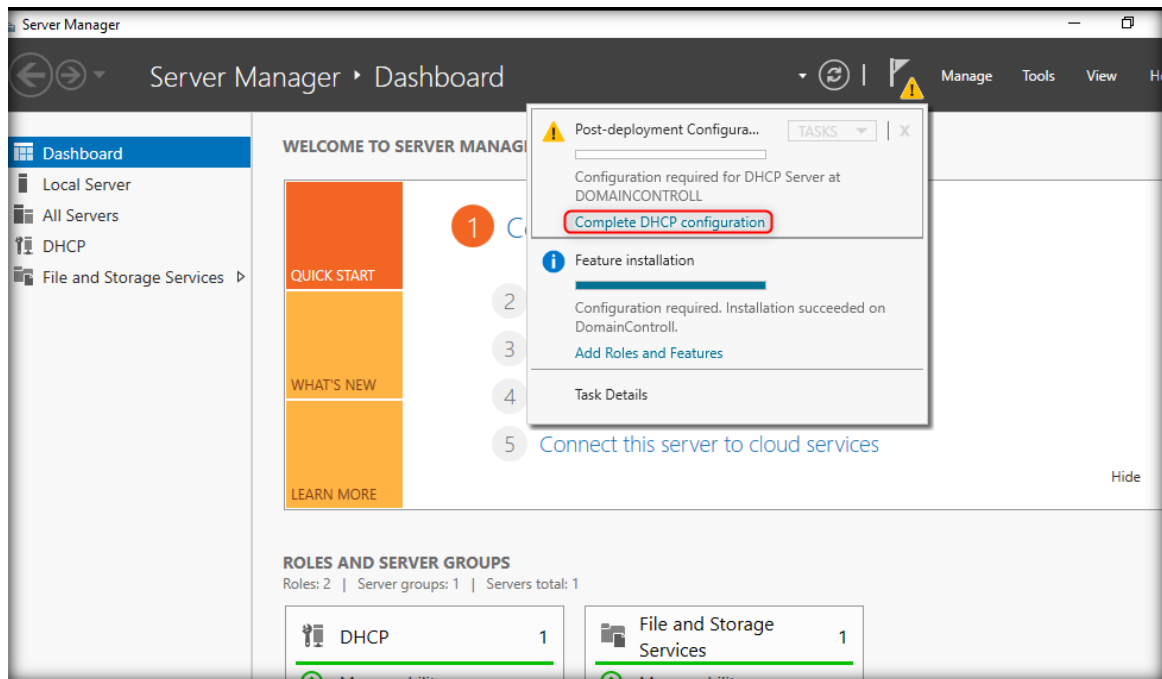 Server Manager
Server Manager • Dashboard
Manage Tools View
Dashboard
Local Server
All Servers
DHCP
File and Storage Services
WELCOME TO SERVER MANAG
QUICK START
WHAT'S NEW
LEARN MORE
1
2
3
4
5 Connect this server to cloud services
Hide
Post-deployment Configura...
TASKS
X
Configuration required for DHCP Server at
DOMAINCONTROLL
Complete DHCP configuration
Feature installation
Configuration required. Installation succeeded on
DomainControll.
Add Roles and Features
Task Details
ROLES AND SERVER GROUPS
Roles: 2 | Server groups: 1 | Servers total: 1
DHCP 1
File and Storage
Services 1